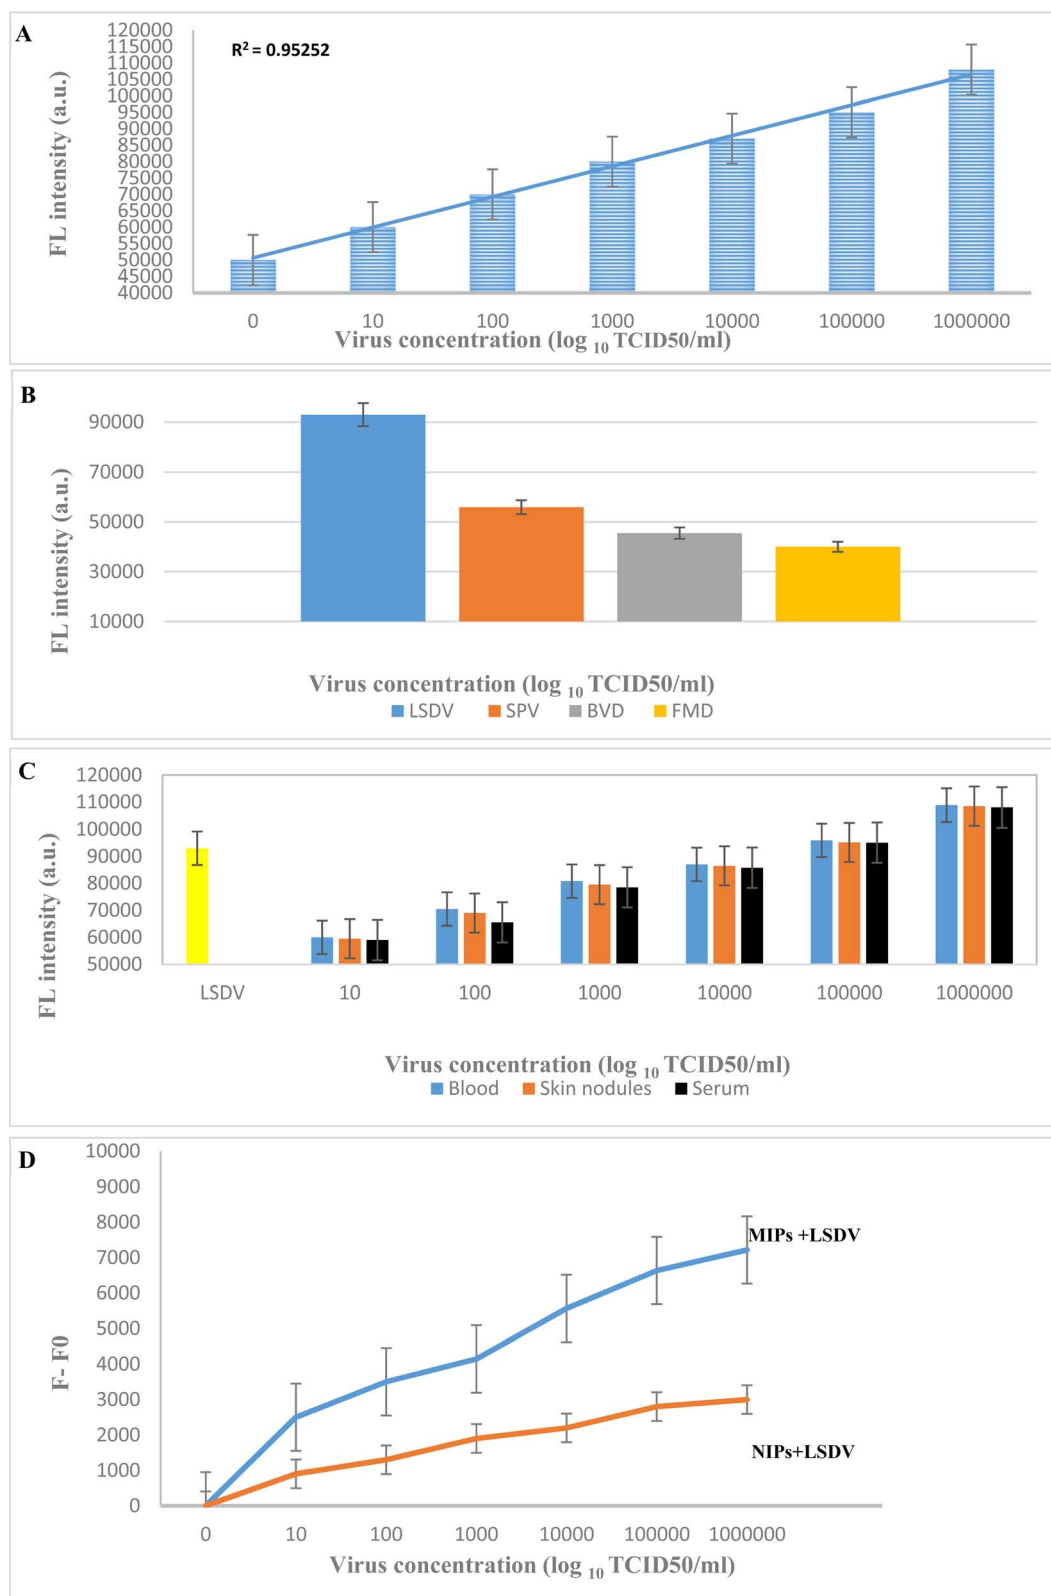 A
R² = 0.95252
FL intensity (a.u.)
120000
115000
110000
105000
100000
95000
90000
85000
80000
75000
70000
65000
60000
55000
50000
45000
40000
0 10 100 1000 10000 100000 1000000
Virus concentration (log 10 TCID50/ml)
B
FL intensity (a.u.)
90000
70000
50000
30000
10000
Virus concentration (log 10 TCID50/ml)
LSDV SPV BVD FMD
C
FL intensity (a.u.)
120000
110000
100000
90000
80000
70000
60000
50000
LSDV 10 100 1000 10000 100000 1000000
Virus concentration (log 10 TCID50/ml)
Blood Skin nodules Serum
D
F- F0
10000
9000
8000
7000
6000
5000
4000
3000
2000
1000
0
MIPs +LSDV
NIPs+LSDV
0 10 100 1000 10000 100000 1000000
Virus concentration (log 10 TCID50/ml)